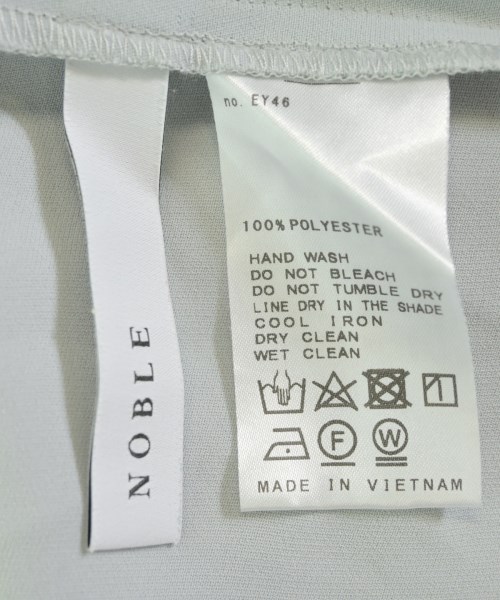 NOBLE
no. EY46
100% POLYESTER
HAND WASH
DO NOT BLEACH
DO NOT TUMBLE DRY
LINE DRY IN THE SHADE
COOL IRON
DRY CLEAN
WET CLEAN
F W
MADE IN VIETNAM